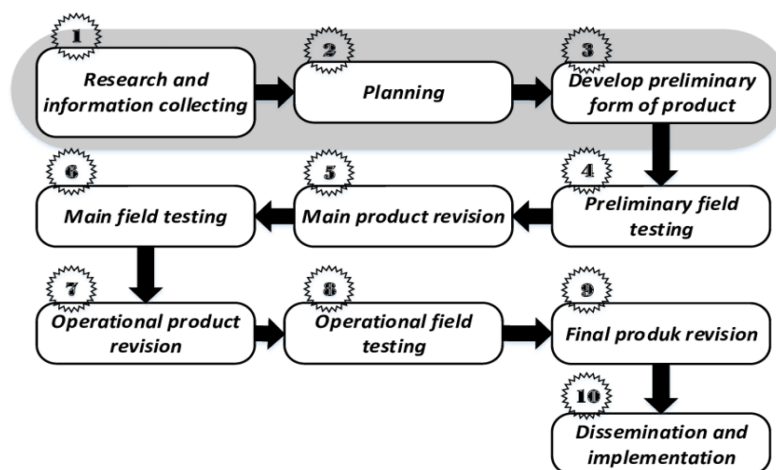 1
Research and
information collecting
2
Planning
3
Develop preliminary
form of product
4
Preliminary field
testing
5
Main product revision
6
Main field testing
7
Operational product
revision
8
Operational field
testing
9
Final produk revision
10
Dissemination and
implementation